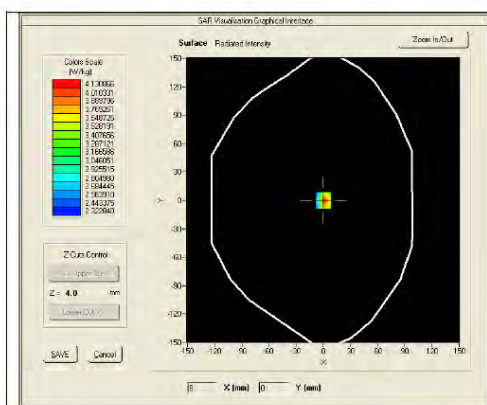 SAR Visualisation Graphical Interface
Surface Radiated Intensity
Zoom In/Out
Colors Scale
[W/kg]
4.130866
4.010331
3.889796
3.769261
3.648726
3.528191
3.407656
3.287121
3.166586
3.046051
2.925515
2.804980
2.684445
2.563910
2.443375
2.322840
150
120
90
60
30
0
-30
-60
-90
-120
-150
Y
-150 -120 -90 -60 -30 0 30 60 90 120 150
X
Z Cuts Control
Upper Cut
Z = 4.0 mm
Lower Cut
SAVE
Cancel
X (mm) 0 Y (mm)